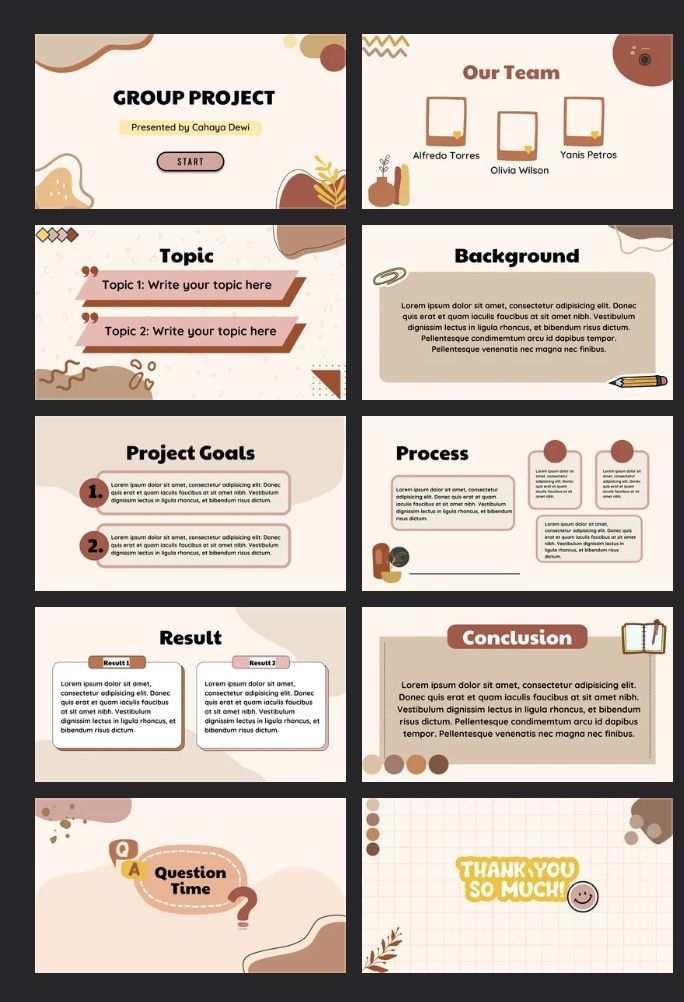 GROUP PROJECT
Presented by Cahaya Dewi
START
Our Team
Alfredo Torres
Olivia Wilson
Yanis Petros
Topic
Topic 1: Write your topic here
Topic 2: Write your topic here
Background
Lorem ipsum dolor sit amet, consectetur adipiscing elit. Donec
quis erat et quam iaculis faucibus at sit amet nibh. Vestibulum
dignissim lectus in ligula rhoncus, et bibendum risus dictum.
Pellentesque condimentum arcu id dapibus tempor.
Pellentesque venenatis nec magna nec finibus.
Project Goals
1.
Lorem ipsum dolor sit amet, consectetur adipiscing elit. Donec
quis erat et quam iaculis faucibus at sit amet nibh. Vestibulum
dignissim lectus in ligula rhoncus, et bibendum risus dictum.
2.
Lorem ipsum dolor sit amet, consectetur adipiscing elit. Donec
quis erat et quam iaculis faucibus at sit amet nibh. Vestibulum
dignissim lectus in ligula rhoncus, et bibendum risus dictum.
Process
Lorem ipsum dolor sit amet, consectetur
adipiscing elit. Donec quis erat et quam
iaculis faucibus at sit amet nibh. Vestibulum
dignissim lectus in ligula rhoncus, et bibendum
risus dictum.
Lorem ipsum dolor sit
amet, consectetur
adipiscing elit. Donec
quis erat et quam
iaculis faucibus at sit
amet nibh.
Lorem ipsum dolor sit
amet, consectetur
adipiscing elit. Donec
quis erat et quam
iaculis faucibus at sit
amet nibh.
Lorem ipsum dolor sit amet,
consectetur adipiscing elit. Donec
quis erat et quam iaculis faucibus
at sit amet nibh. Vestibulum
dignissim lectus in ligula
rhoncus, et bibendum risus
dictum.
Result
Result 1
Lorem ipsum dolor sit amet,
consectetur adipiscing elit. Donec
quis erat et quam iaculis faucibus
at sit amet nibh. Vestibulum
dignissim lectus in ligula rhoncus, et
bibendum risus dictum.
Result 2
Lorem ipsum dolor sit amet,
consectetur adipiscing elit. Donec
quis erat et quam iaculis faucibus
at sit amet nibh. Vestibulum
dignissim lectus in ligula rhoncus, et
bibendum risus dictum.
Conclusion
Lorem ipsum dolor sit amet, consectetur adipiscing elit.
Donec quis erat et quam iaculis faucibus at sit amet nibh.
Vestibulum dignissim lectus in ligula rhoncus, et bibendum
risus dictum. Pellentesque condimentum arcu id dapibus
tempor. Pellentesque venenatis nec magna nec finibus.
Q
A
Question
Time
?
THANK YOU
SO MUCH!